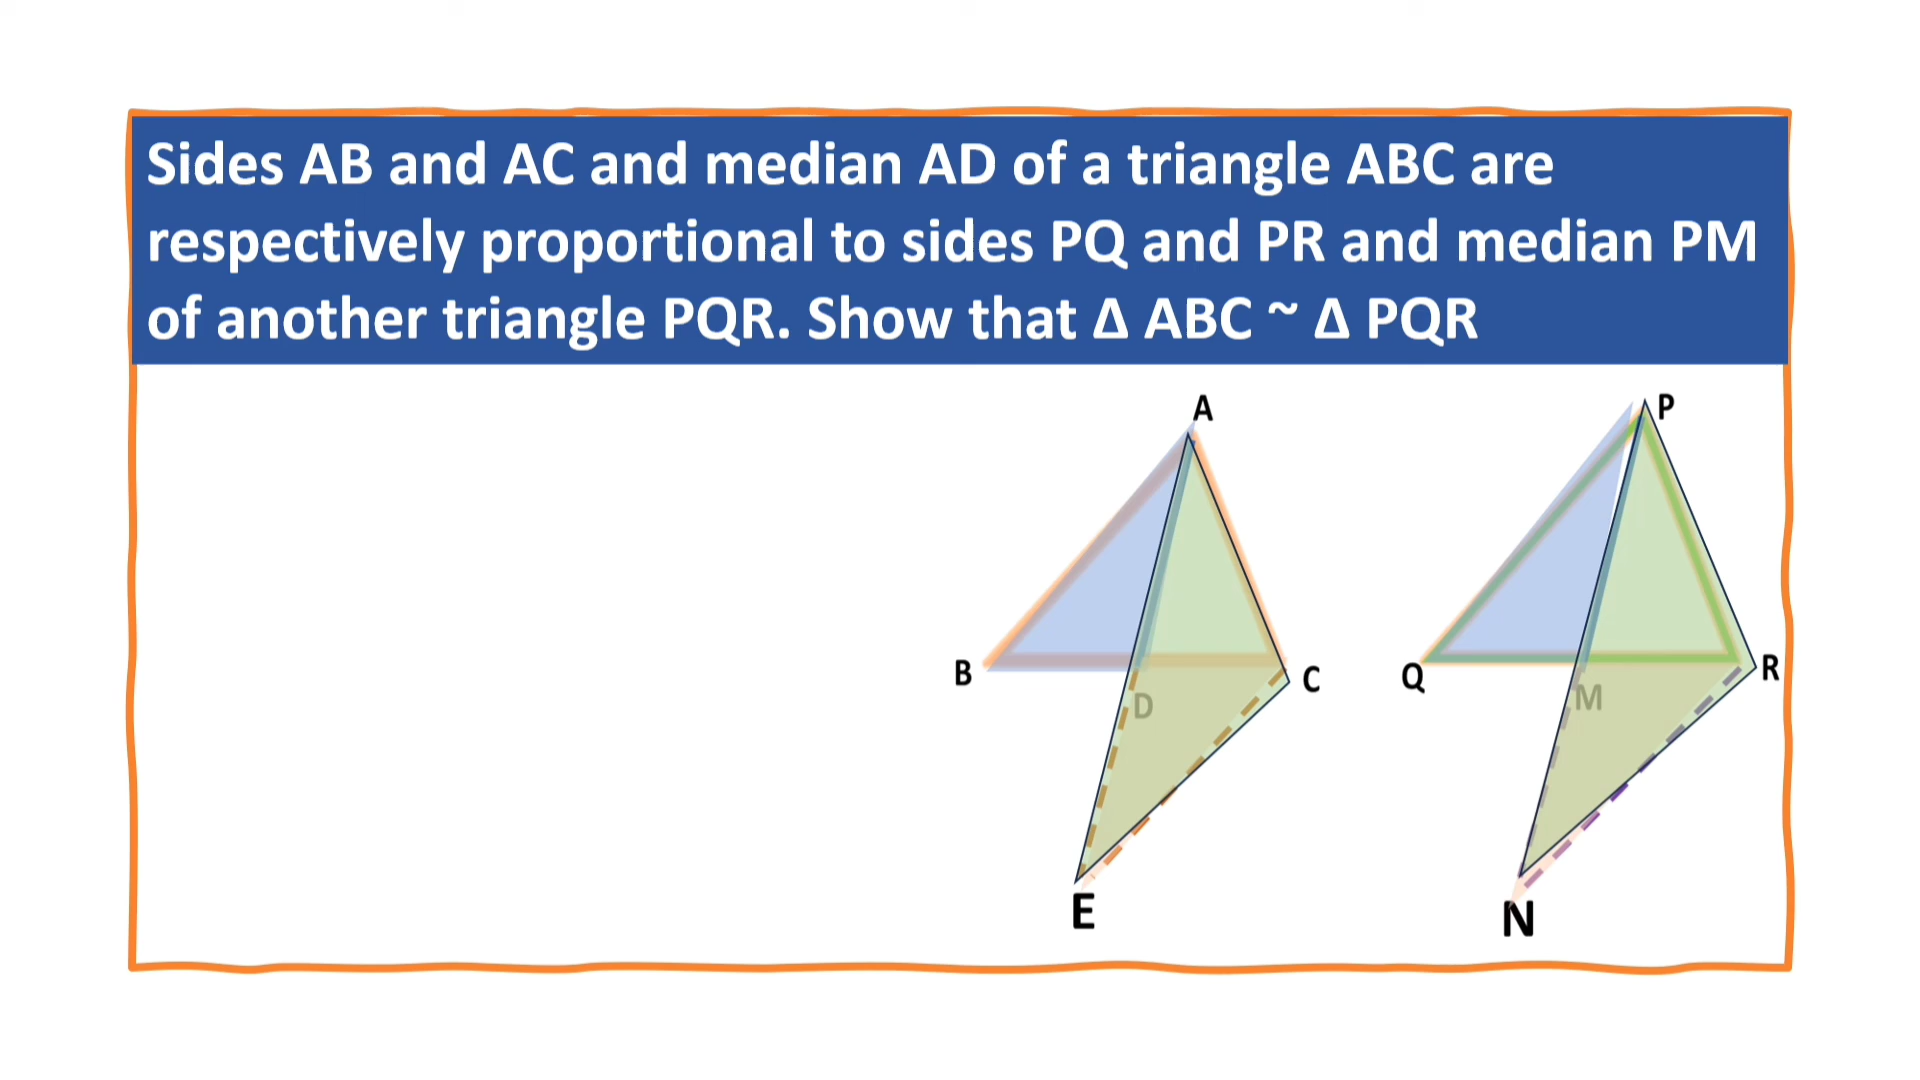 Sides AB and AC and median AD of a triangle ABC are
respectively proportional to sides PQ and PR and median PM
of another triangle PQR. Show that Δ ABC ~ Δ PQR
A
P
B
D
C
Q
M
R
E
N